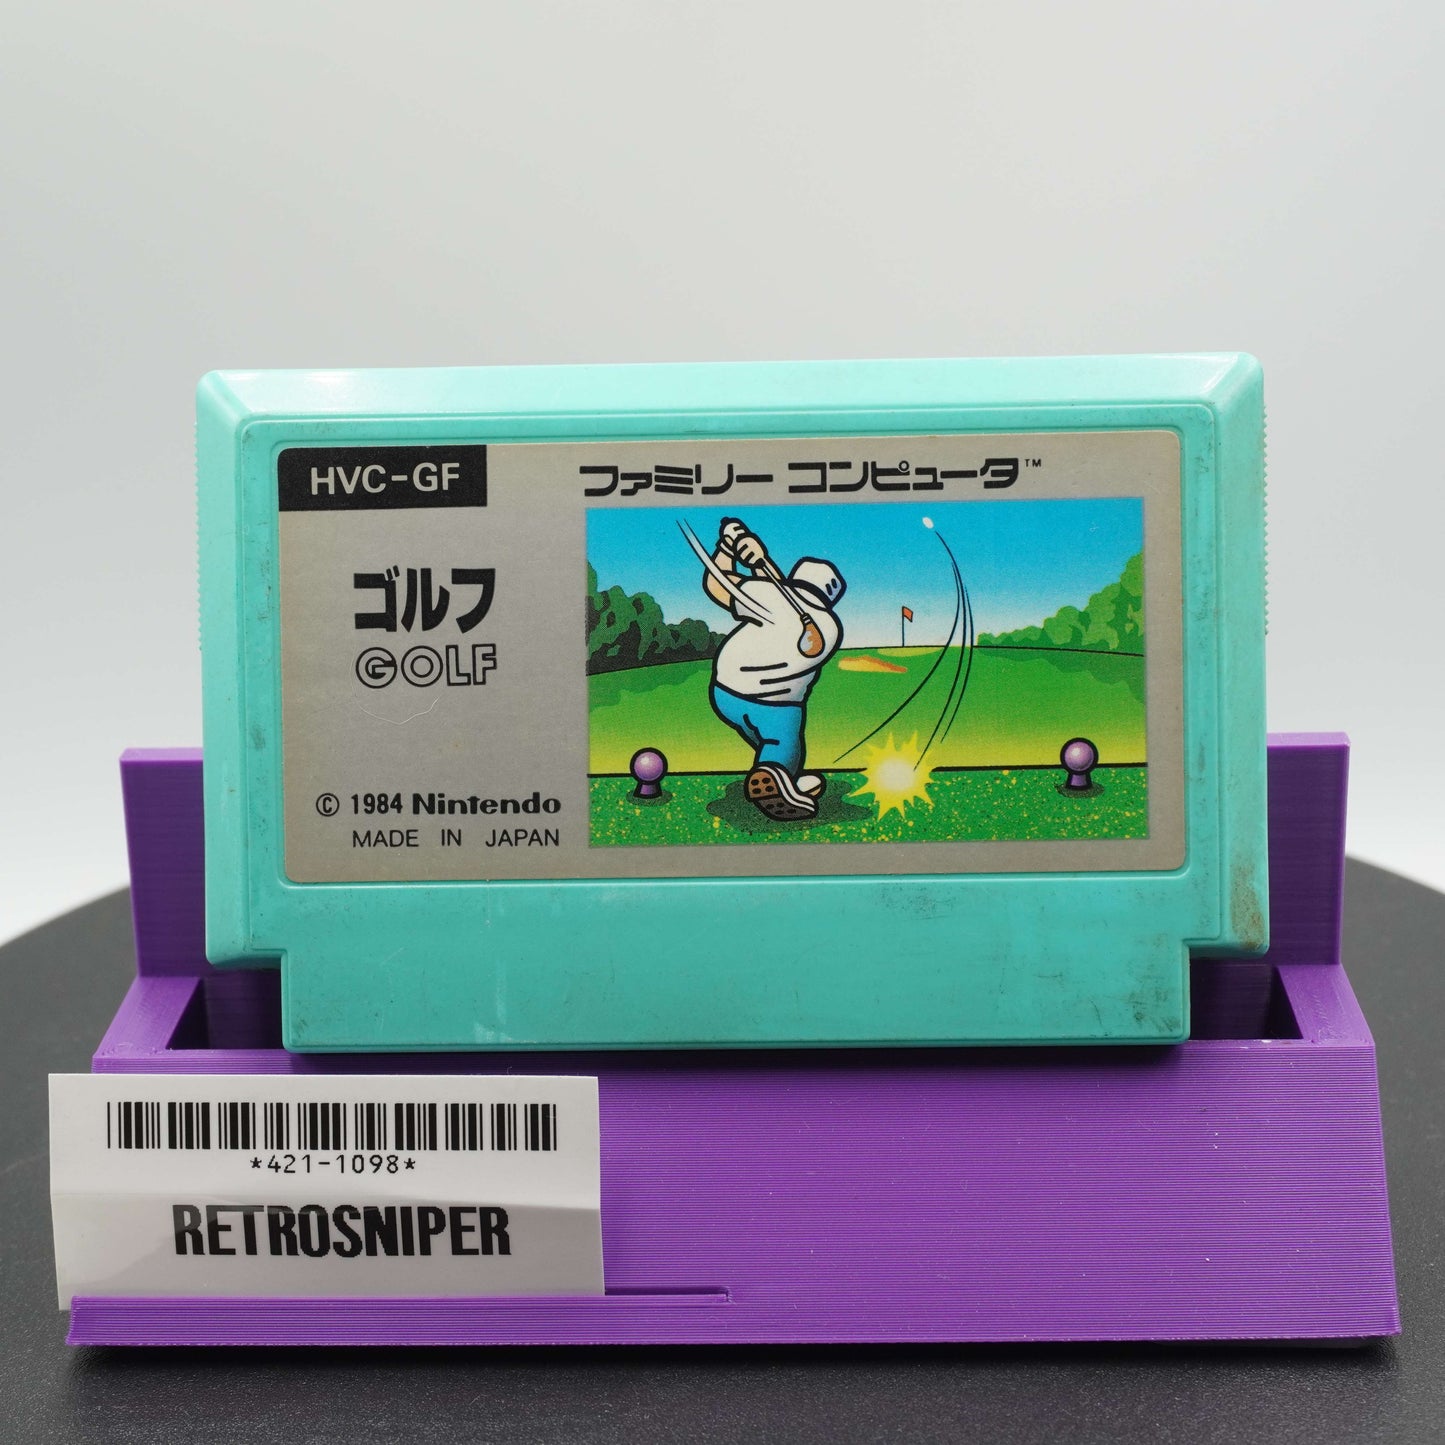 HVC-GF
ファミリー コンピュータ™
ゴルフ
GOLF
© 1984 Nintendo
MADE IN JAPAN
*421-1098*
RETROSNIPER